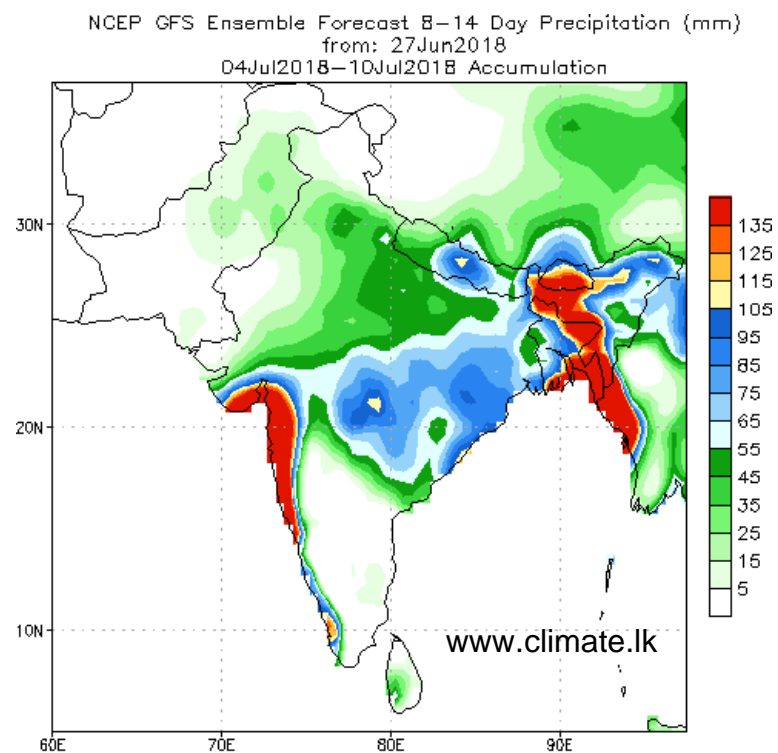 NCEP GFS Ensemble Forecast 8-14 Day Precipitation (mm)
from: 27Jun2018
04Jul2018-10Jul2018 Accumulation
30N
20N
10N
60E
70E
80E
90E
135
125
115
105
95
85
75
65
55
45
35
25
15
5
www.climate.lk